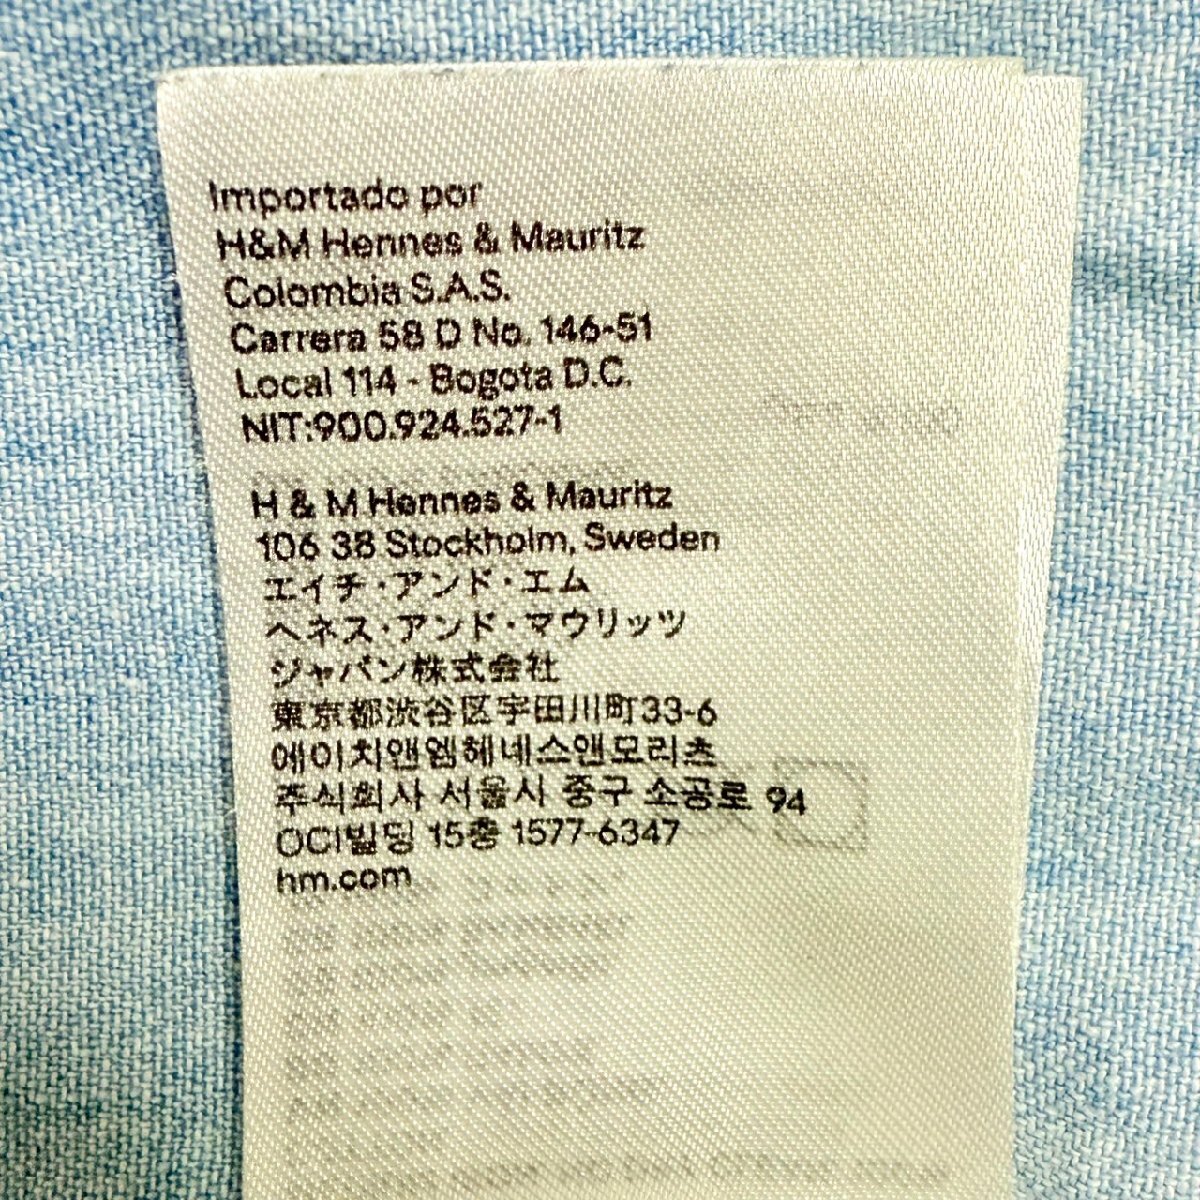 Importado por
H&M Hennes & Mauritz
Colombia S.A.S.
Carrera 58 D No. 146-51
Local 114 - Bogota D.C.
NIT:900.924.527-1
H & M Hennes & Mauritz
106 38 Stockholm, Sweden
エイチ・アンド・エム
ヘネス・アンド・マウリッツ
ジャパン株式会社
東京都渋谷区宇田川町33-6
에이치앤엠헤네스앤모리츠
주식회사 서울시 중구 소공로 94
OCI빌딩 15층 1577-6347
hm.com